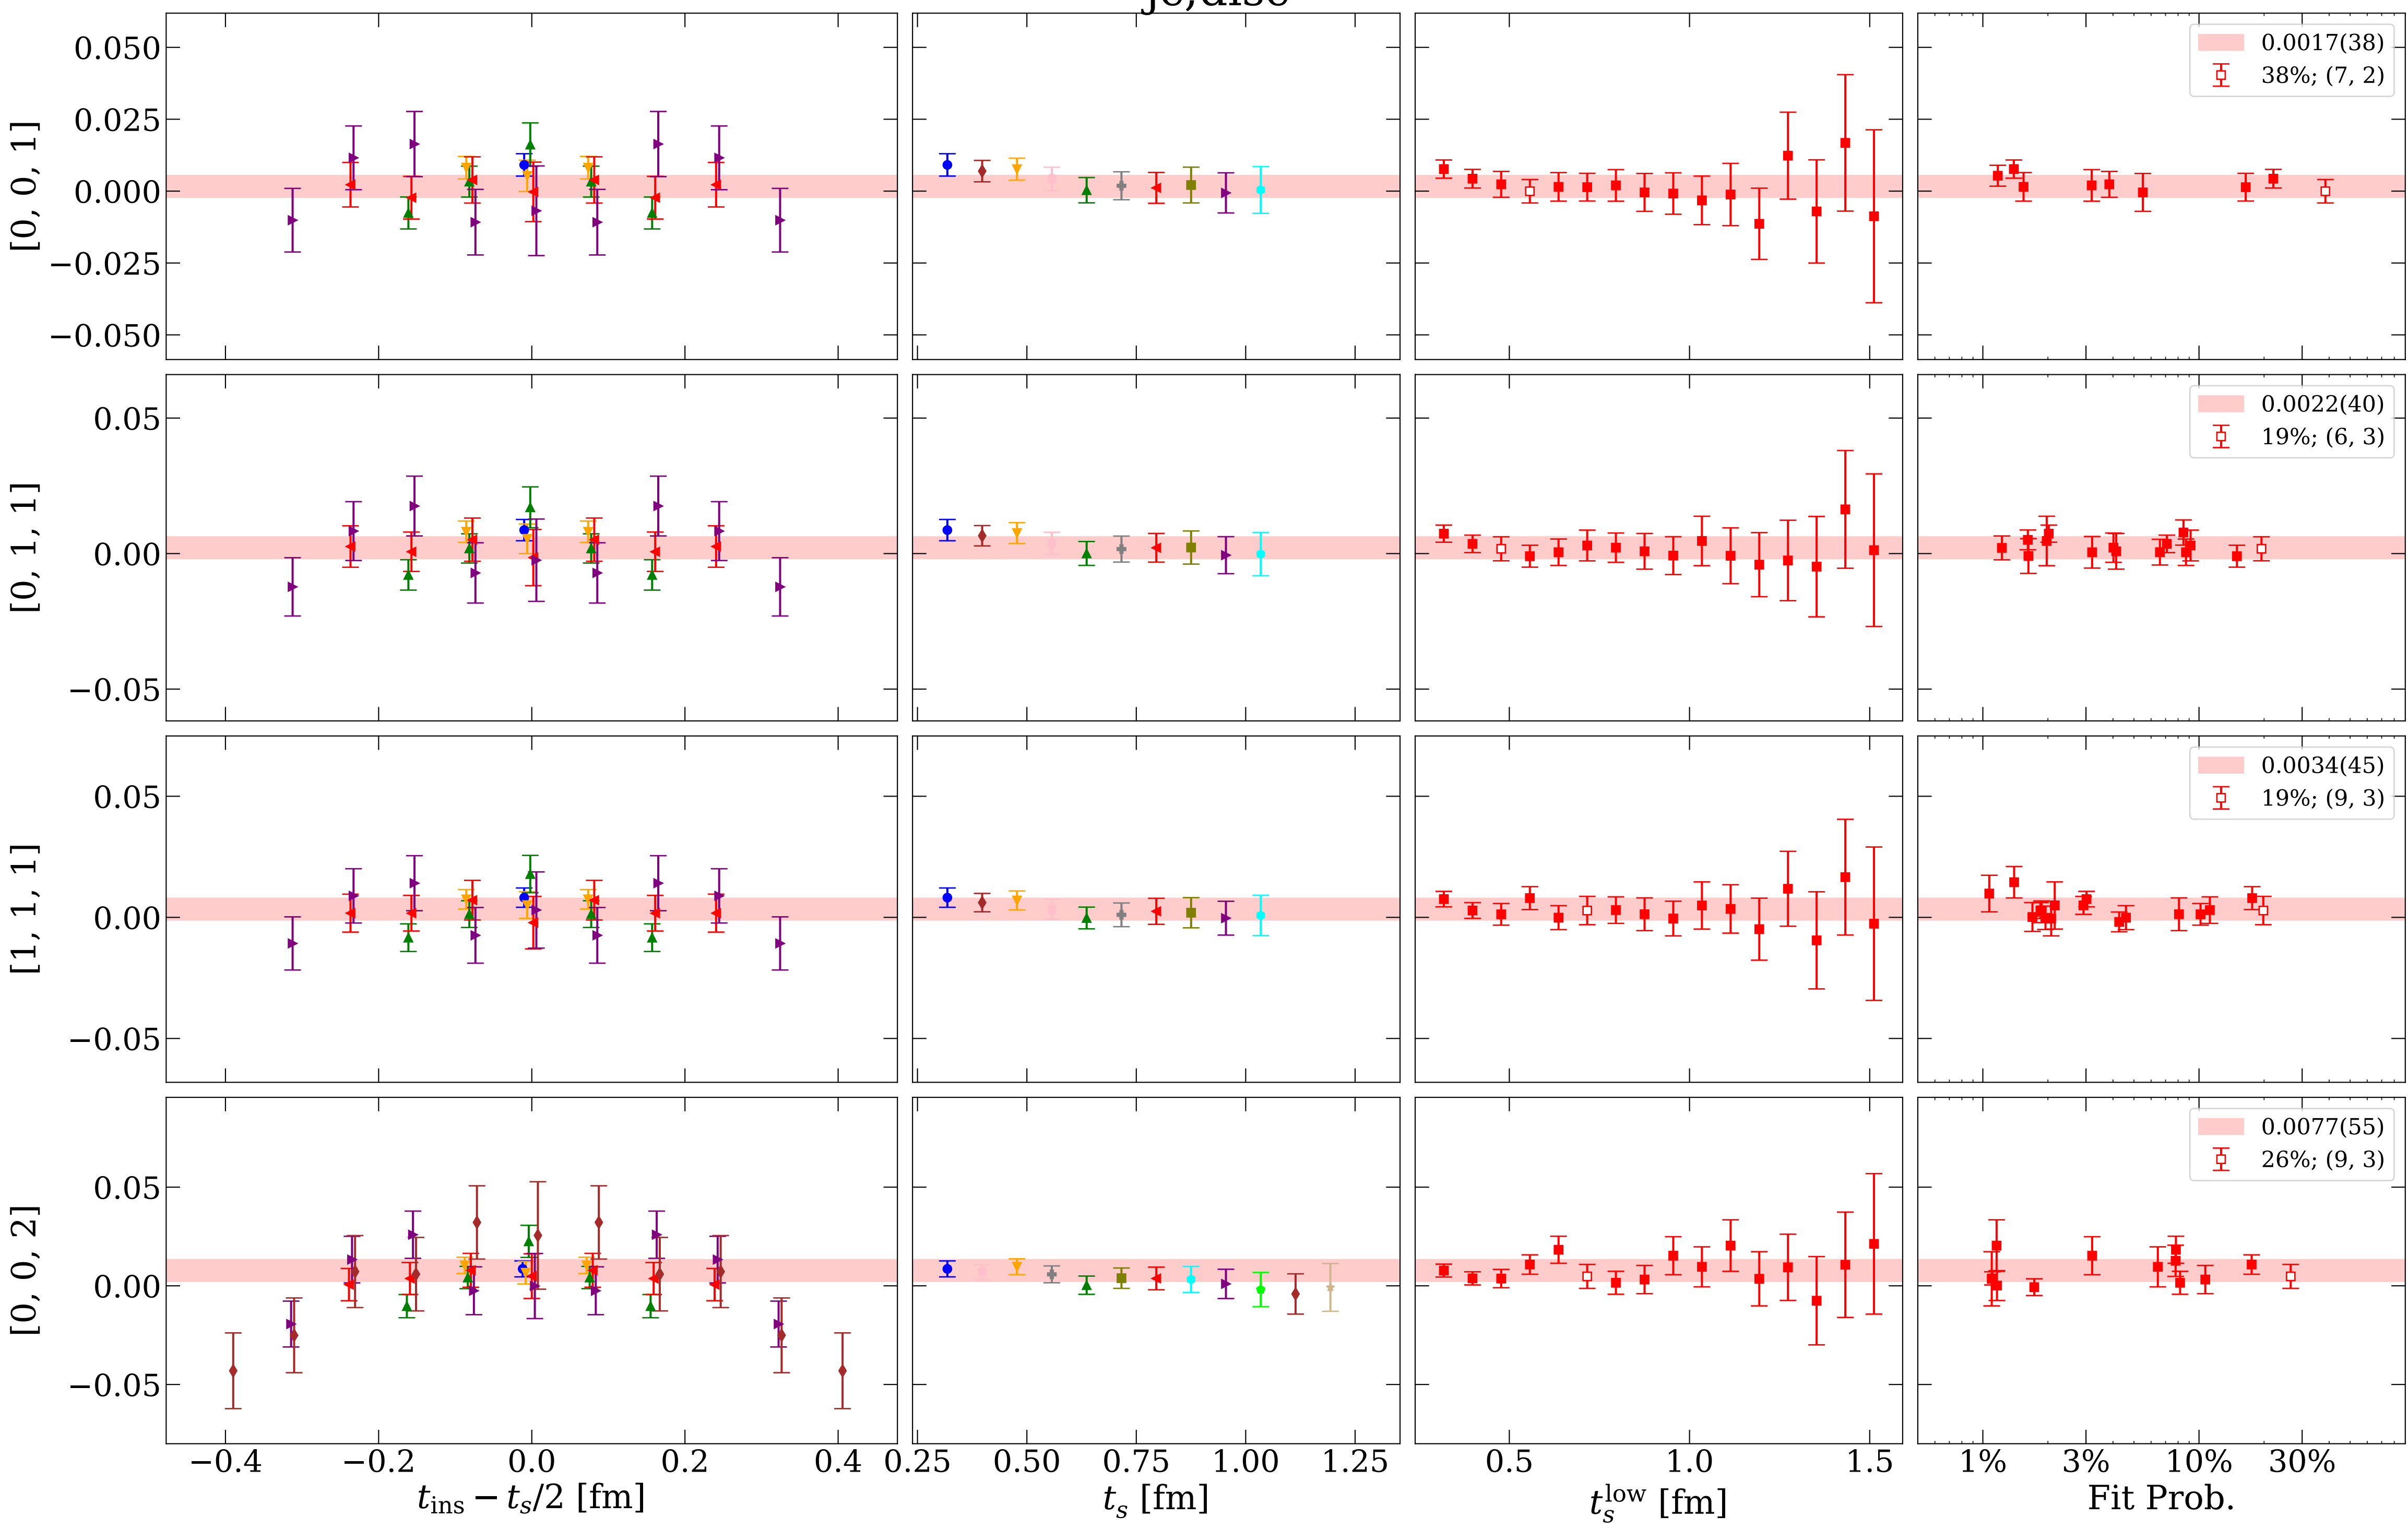 [0, 0, 1]
0.050
0.025
0.000
−0.025
−0.050
0.0017(38)
38%; (7, 2)
[0, 1, 1]
0.05
0.00
−0.05
0.0022(40)
19%; (6, 3)
[1, 1, 1]
0.05
0.00
−0.05
0.0034(45)
19%; (9, 3)
[0, 0, 2]
0.05
0.00
−0.05
0.0077(55)
26%; (9, 3)
−0.4 −0.2 0.0 0.2 0.4
0.25 0.50 0.75 1.00 1.25
0.5 1.0 1.5
1% 3% 10% 30%
t_ins − t_s/2 [fm]
t_s [fm]
t_s^low [fm]
Fit Prob.